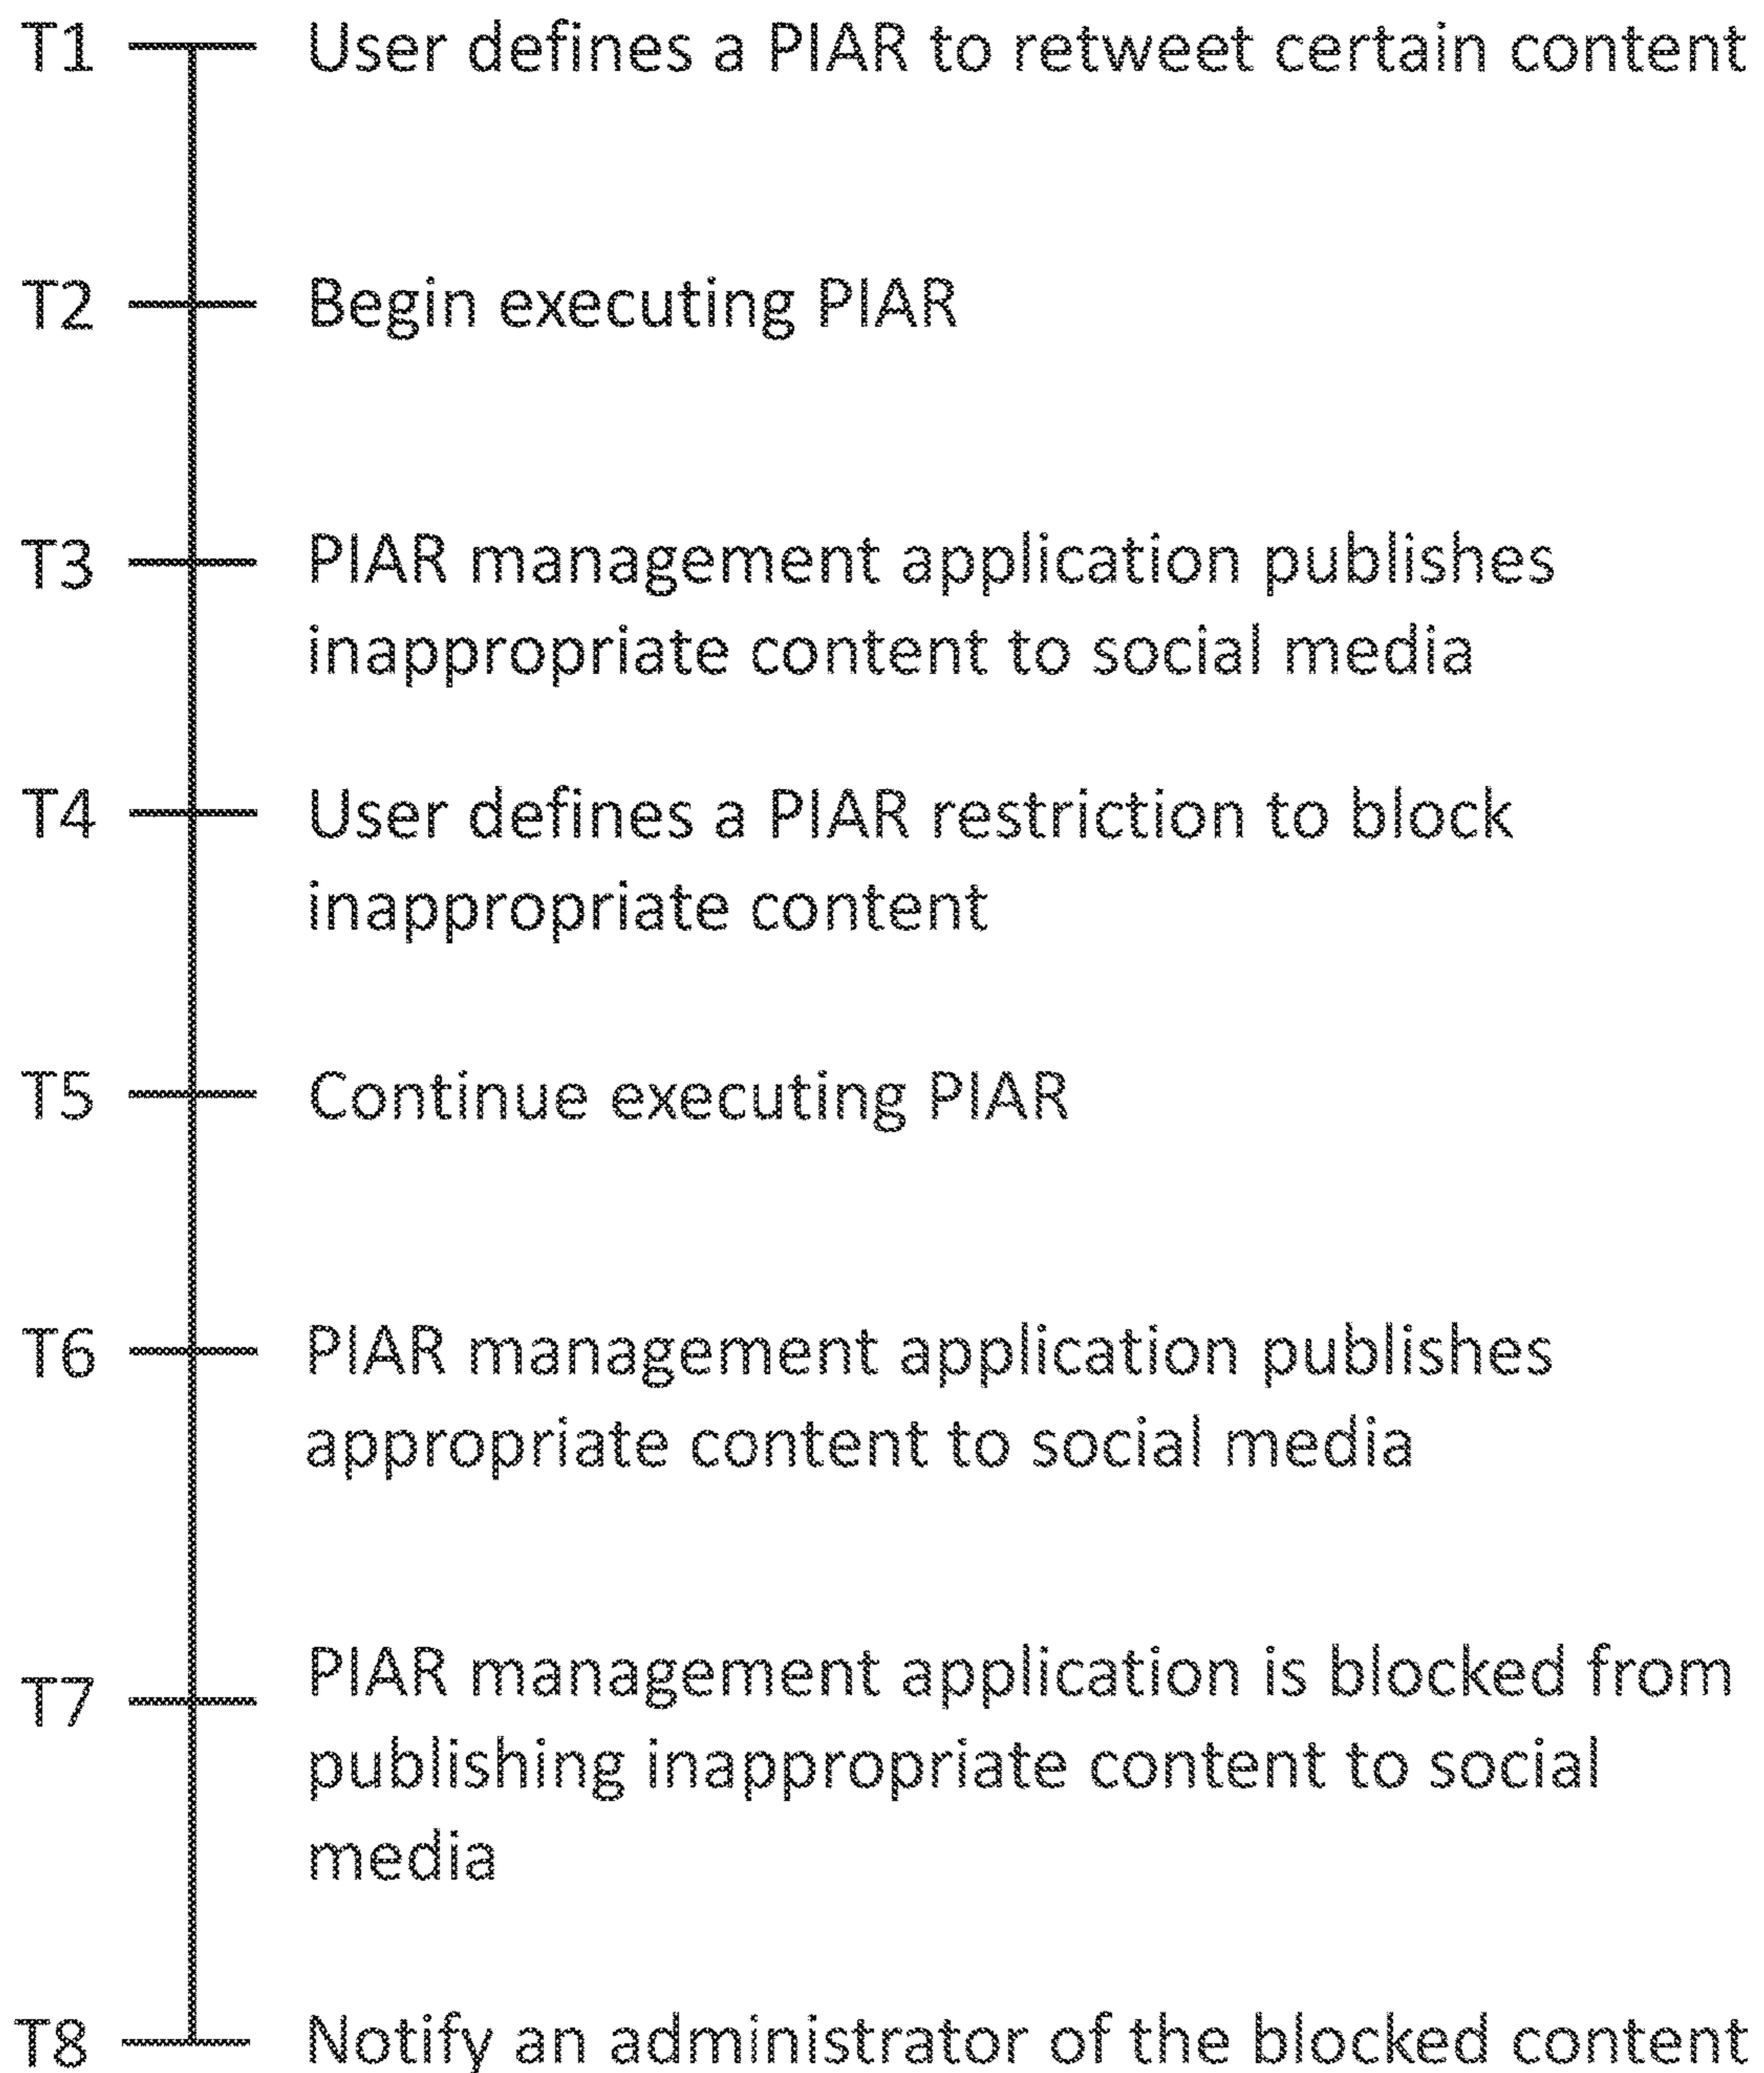 T1 User defines a PIAR to retweet certain content
T2 Begin executing PIAR
T3 PIAR management application publishes
inappropriate content to social media
T4 User defines a PIAR restriction to block
inappropriate content
T5 Continue executing PIAR
T6 PIAR management application publishes
appropriate content to social media
T7 PIAR management application is blocked from
publishing inappropriate content to social
media
T8 Notify an administrator of the blocked content